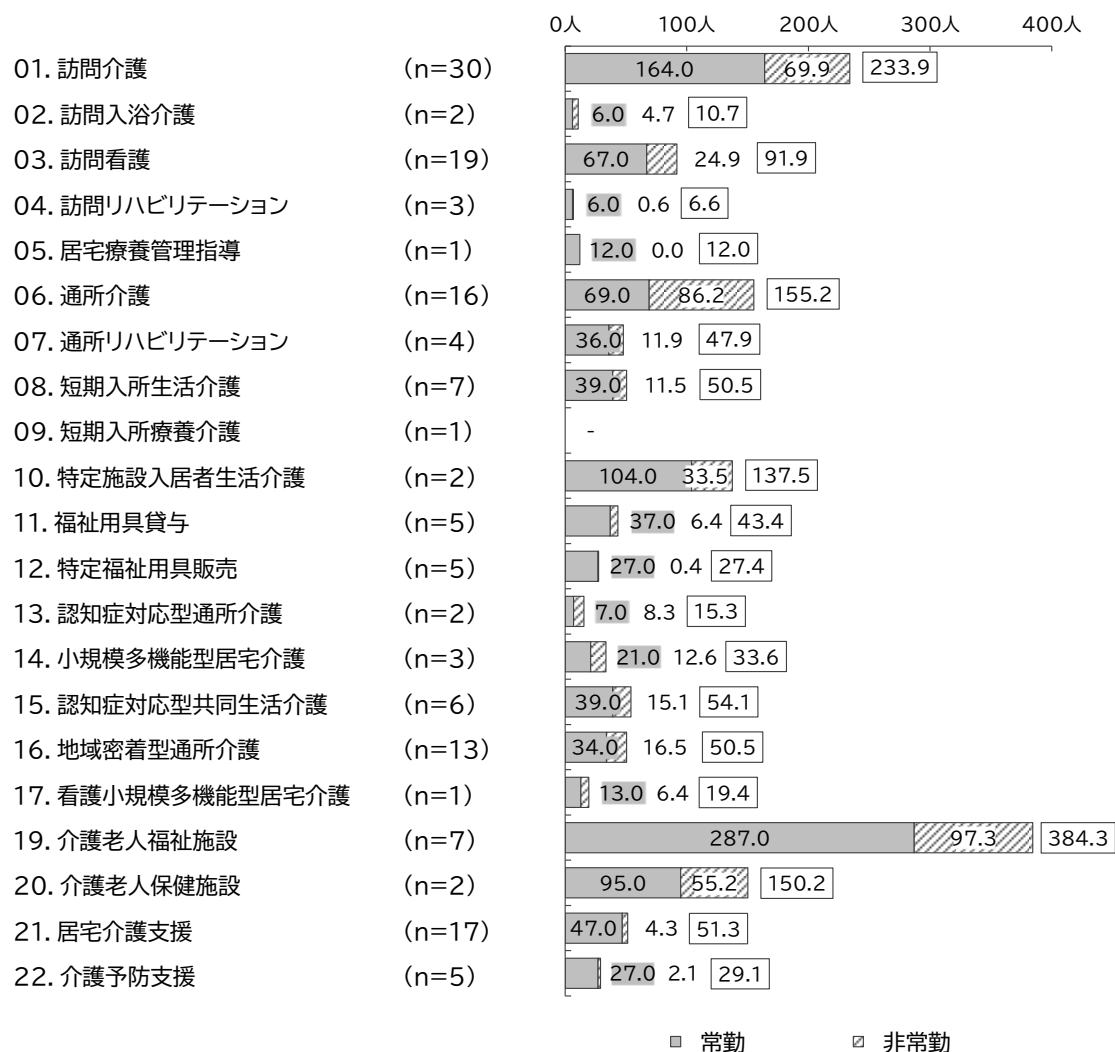 0人 100人 200人 300人 400人
01. 訪問介護 (n=30) 164.0 69.9 233.9
02. 訪問入浴介護 (n=2) 6.0 4.7 10.7
03. 訪問看護 (n=19) 67.0 24.9 91.9
04. 訪問リハビリテーション (n=3) 6.0 0.6 6.6
05. 居宅療養管理指導 (n=1) 12.0 0.0 12.0
06. 通所介護 (n=16) 69.0 86.2 155.2
07. 通所リハビリテーション (n=4) 36.0 11.9 47.9
08. 短期入所生活介護 (n=7) 39.0 11.5 50.5
09. 短期入所療養介護 (n=1) -
10. 特定施設入居者生活介護 (n=2) 104.0 33.5 137.5
11. 福祉用具貸与 (n=5) 37.0 6.4 43.4
12. 特定福祉用具販売 (n=5) 27.0 0.4 27.4
13. 認知症対応型通所介護 (n=2) 7.0 8.3 15.3
14. 小規模多機能型居宅介護 (n=3) 21.0 12.6 33.6
15. 認知症対応型共同生活介護 (n=6) 39.0 15.1 54.1
16. 地域密着型通所介護 (n=13) 34.0 16.5 50.5
17. 看護小規模多機能型居宅介護 (n=1) 13.0 6.4 19.4
19. 介護老人福祉施設 (n=7) 287.0 97.3 384.3
20. 介護老人保健施設 (n=2) 95.0 55.2 150.2
21. 居宅介護支援 (n=17) 47.0 4.3 51.3
22. 介護予防支援 (n=5) 27.0 2.1 29.1
常勤 非常勤